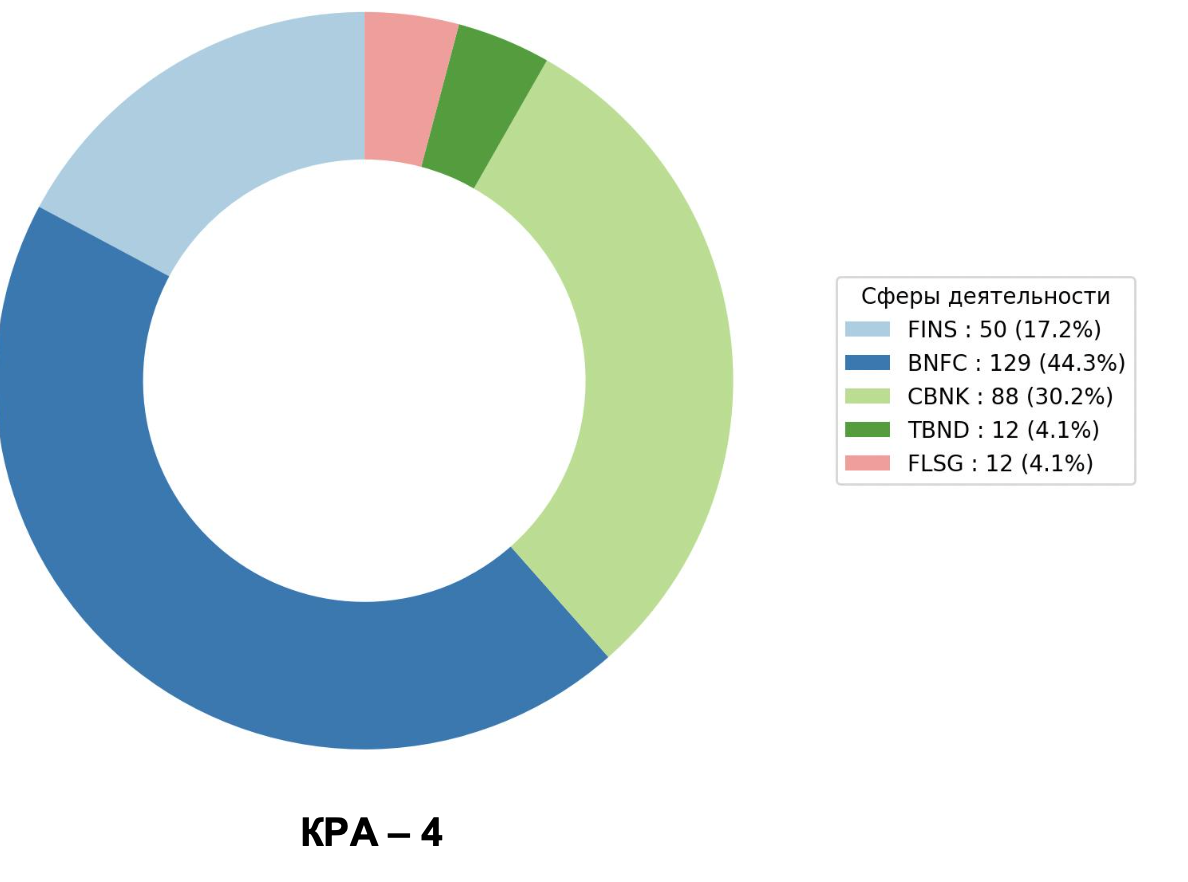 Сферы деятельности
FINS : 50 (17.2%)
BNFC : 129 (44.3%)
CBNK : 88 (30.2%)
TBND : 12 (4.1%)
FLSG : 12 (4.1%)
КРА – 4